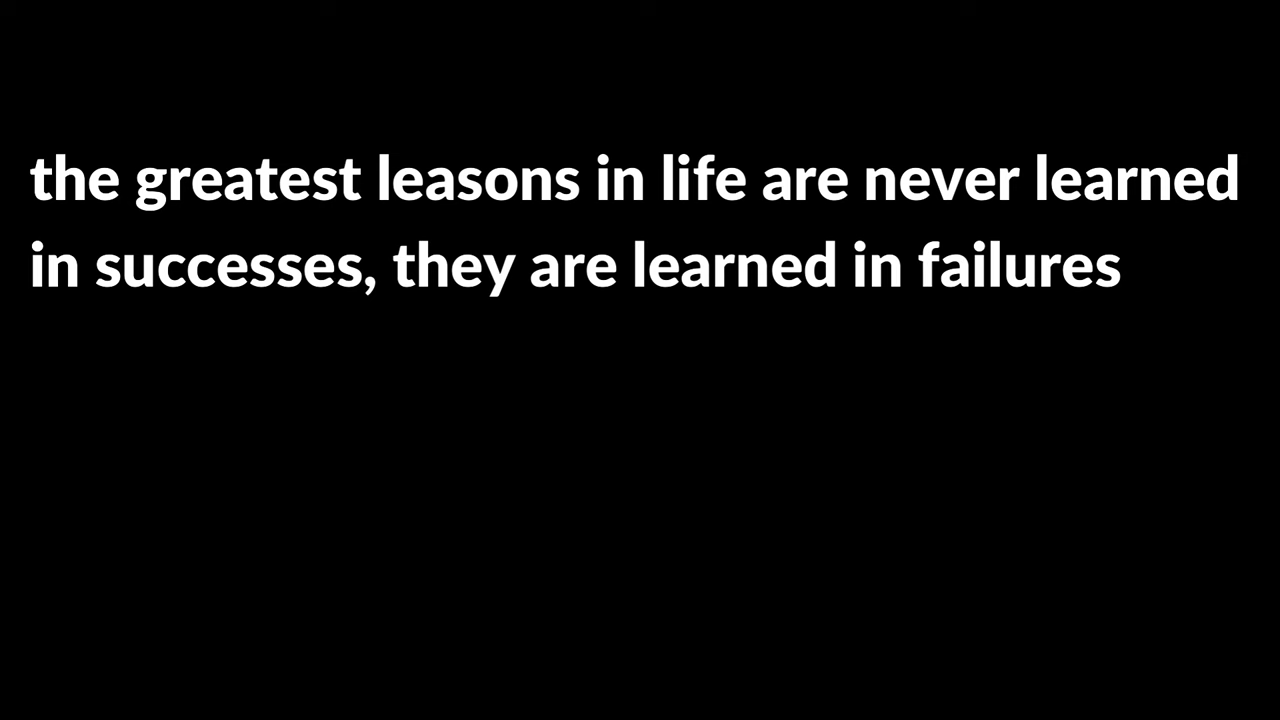 the greatest leasons in life are never learned
in successes, they are learned in failures